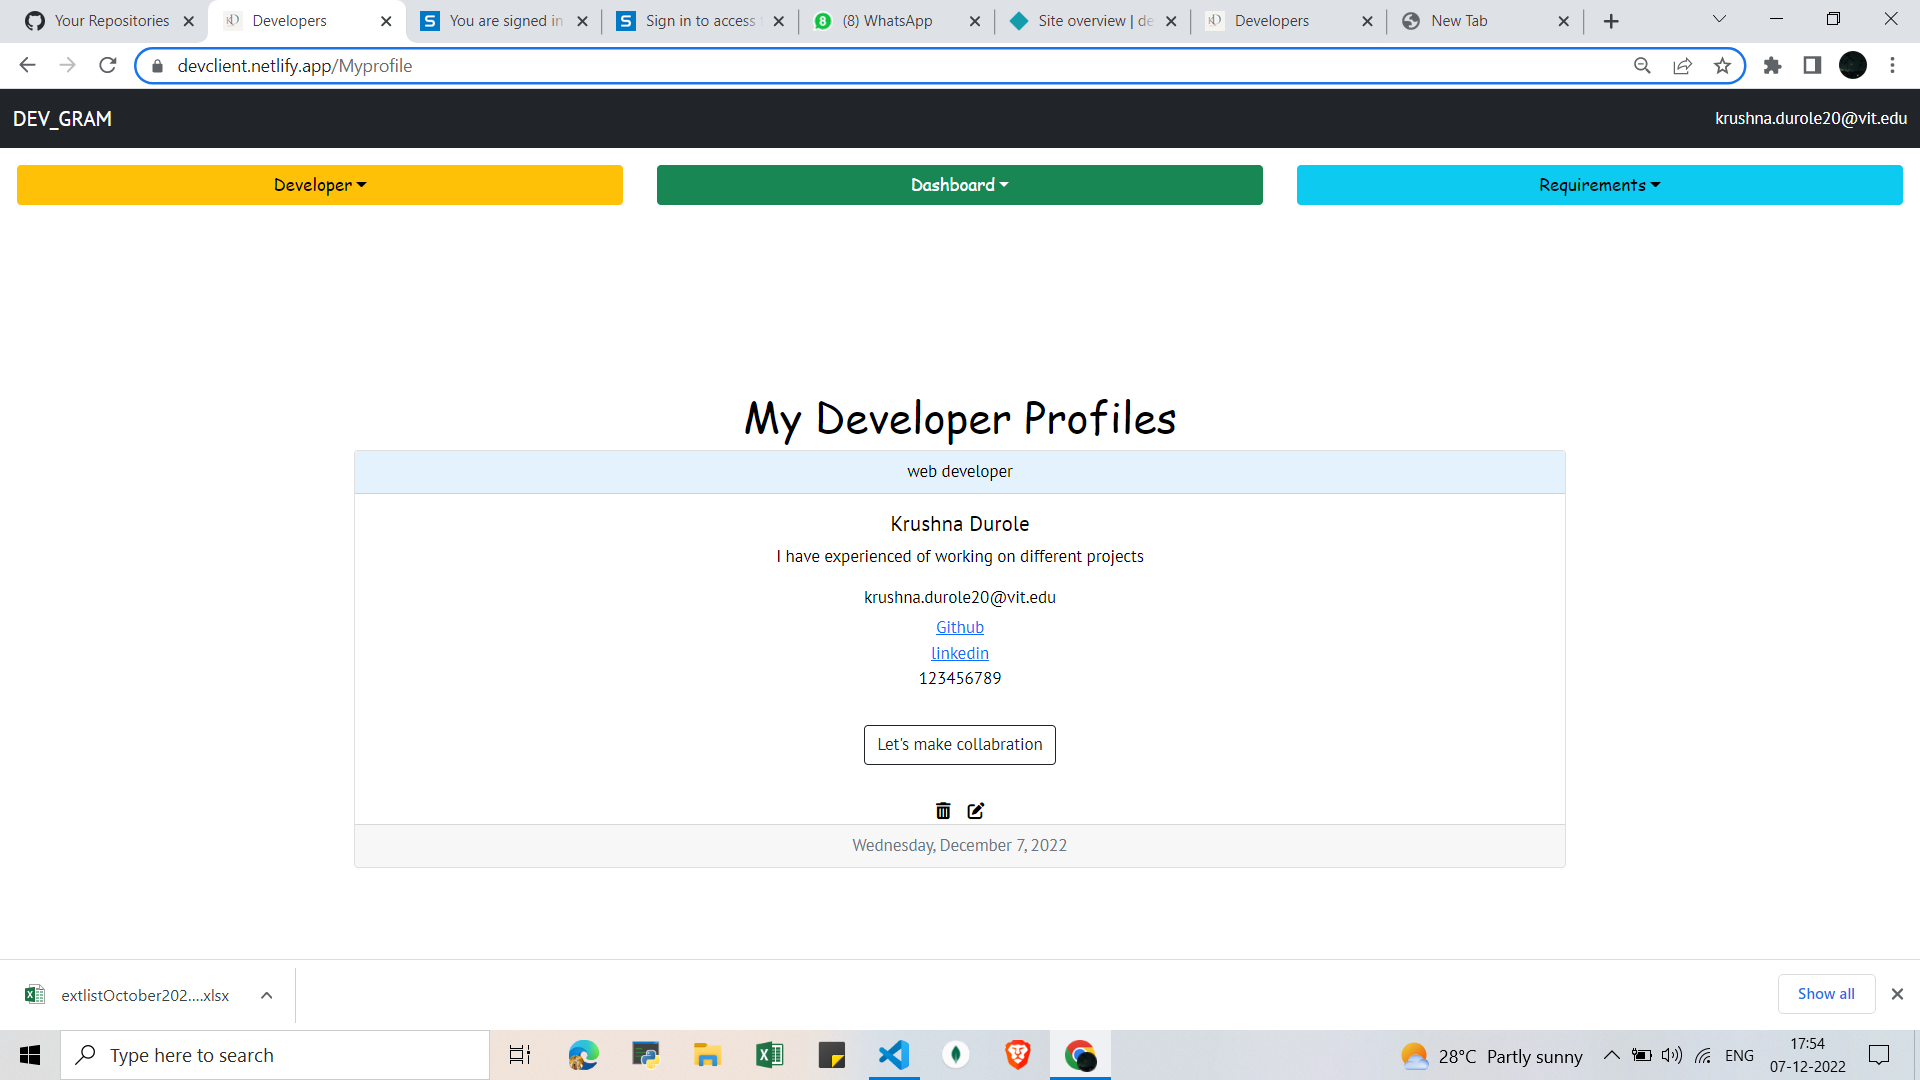 Your Repositories
Developers
You are signed in
Sign in to access
(8) WhatsApp
Site overview | de
Developers
New Tab
devclient.netlify.app/Myprofile
DEV_GRAM
krushna.durole20@vit.edu
Developer
Dashboard
Requirements
My Developer Profiles
web developer
Krushna Durole
I have experienced of working on different projects
krushna.durole20@vit.edu
Github
linkedin
123456789
Let's make collabration
Wednesday, December 7, 2022
extlistOctober202....xlsx
Show all
Type here to search
28°C Partly sunny
ENG
17:54
07-12-2022